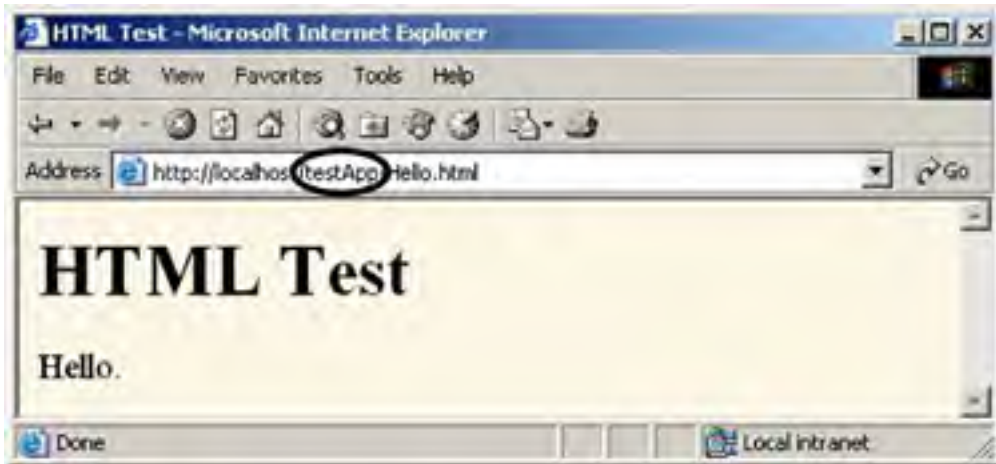 HTML Test - Microsoft Internet Explorer
File Edit View Favorites Tools Help
Address http://localhost/testApp/Hello.html Go
HTML Test
Hello.
Done Local intranet